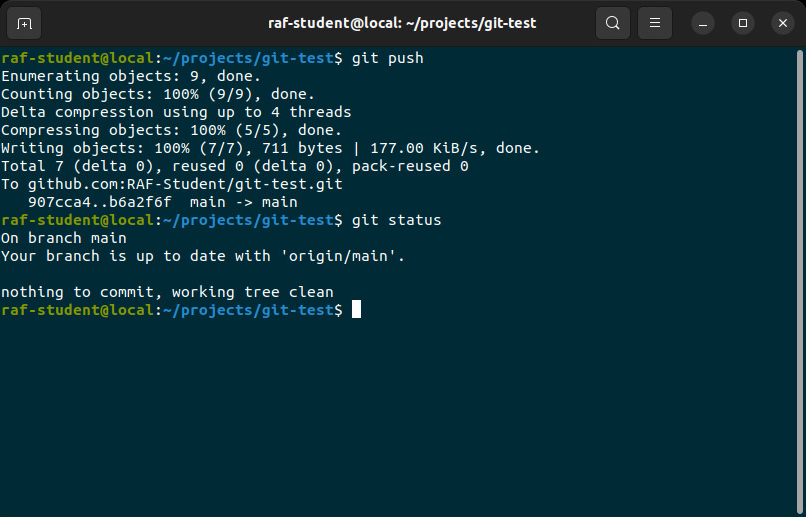 raf-student@local: ~/projects/git-test
raf-student@local:~/projects/git-test$ git push
Enumerating objects: 9, done.
Counting objects: 100% (9/9), done.
Delta compression using up to 4 threads
Compressing objects: 100% (5/5), done.
Writing objects: 100% (7/7), 711 bytes | 177.00 KiB/s, done.
Total 7 (delta 0), reused 0 (delta 0), pack-reused 0
To github.com:RAF-Student/git-test.git
   907cca4..b6a2f6f  main -> main
raf-student@local:~/projects/git-test$ git status
On branch main
Your branch is up to date with 'origin/main'.

nothing to commit, working tree clean
raf-student@local:~/projects/git-test$